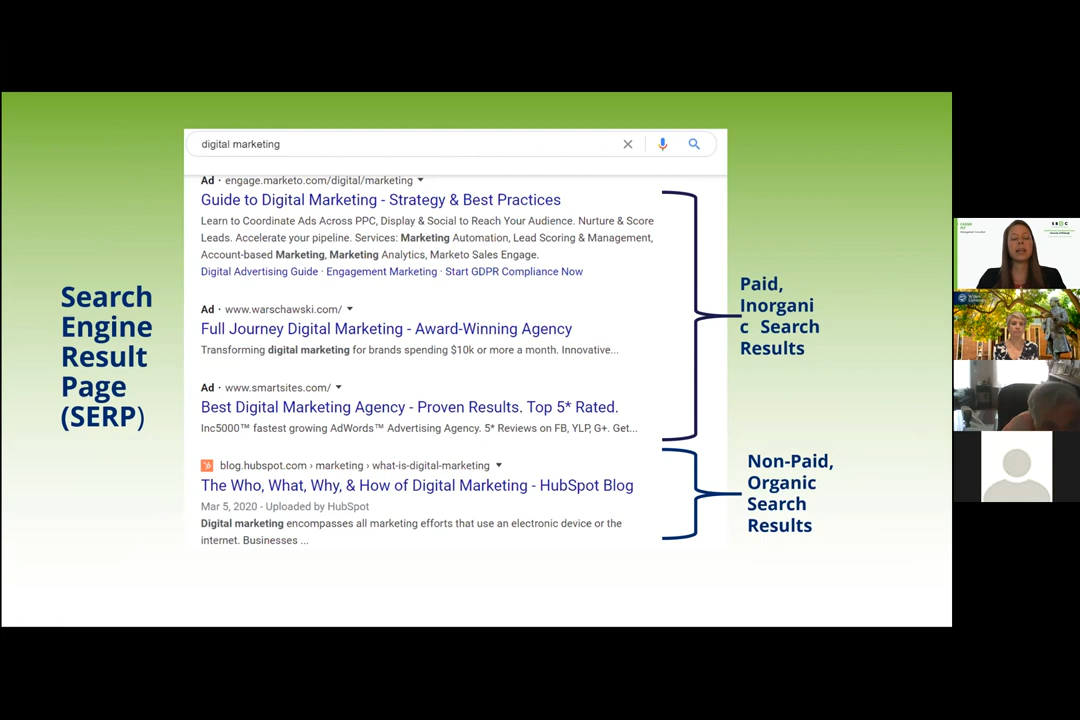 digital marketing
Ad · engage.marketo.com/digital/marketing
Guide to Digital Marketing - Strategy & Best Practices
Learn to Coordinate Ads Across PPC, Display & Social to Reach Your Audience. Nurture & Score
Leads. Accelerate your pipeline. Services: Marketing Automation, Lead Scoring & Management,
Account-based Marketing, Marketing Analytics, Marketo Sales Engage.
Digital Advertising Guide · Engagement Marketing · Start GDPR Compliance Now
Ad · www.warschawski.com/
Full Journey Digital Marketing - Award-Winning Agency
Transforming digital marketing for brands spending $10k or more a month. Innovative...
Ad · www.smartsites.com/
Best Digital Marketing Agency - Proven Results. Top 5* Rated.
Inc5000™ fastest growing AdWords™ Advertising Agency. 5* Reviews on FB, YLP, G+. Get...
blog.hubspot.com › marketing › what-is-digital-marketing
The Who, What, Why, & How of Digital Marketing - HubSpot Blog
Mar 5, 2020 - Uploaded by HubSpot
Digital marketing encompasses all marketing efforts that use an electronic device or the
internet. Businesses ...
Search
Engine
Result
Page
(SERP)
Paid,
Inorgani
c Search
Results
Non-Paid,
Organic
Search
Results